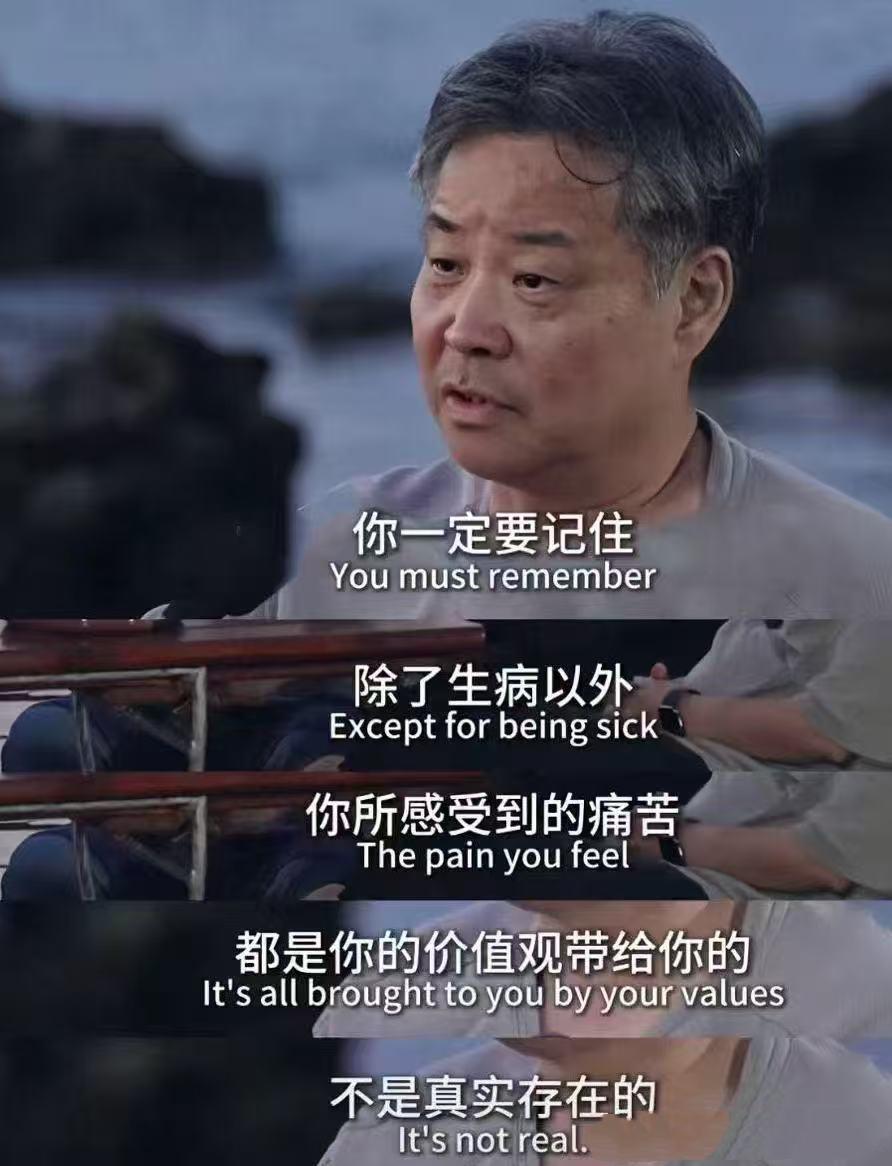 你一定要记住
You must remember
除了生病以外
Except for being sick
你所感受到的痛苦
The pain you feel
都是你的价值观带给你的
It's all brought to you by your values
不是真实存在的
It's not real.